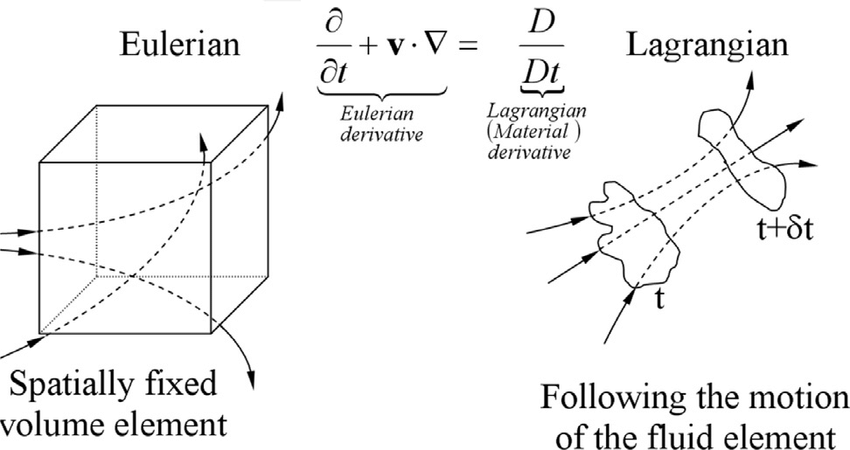 Eulerian
∂/∂t + v · ∇ = D/Dt
Eulerian
derivative
Lagrangian
(Material)
derivative
Lagrangian
t
t+δt
Spatially fixed
volume element
Following the motion
of the fluid element